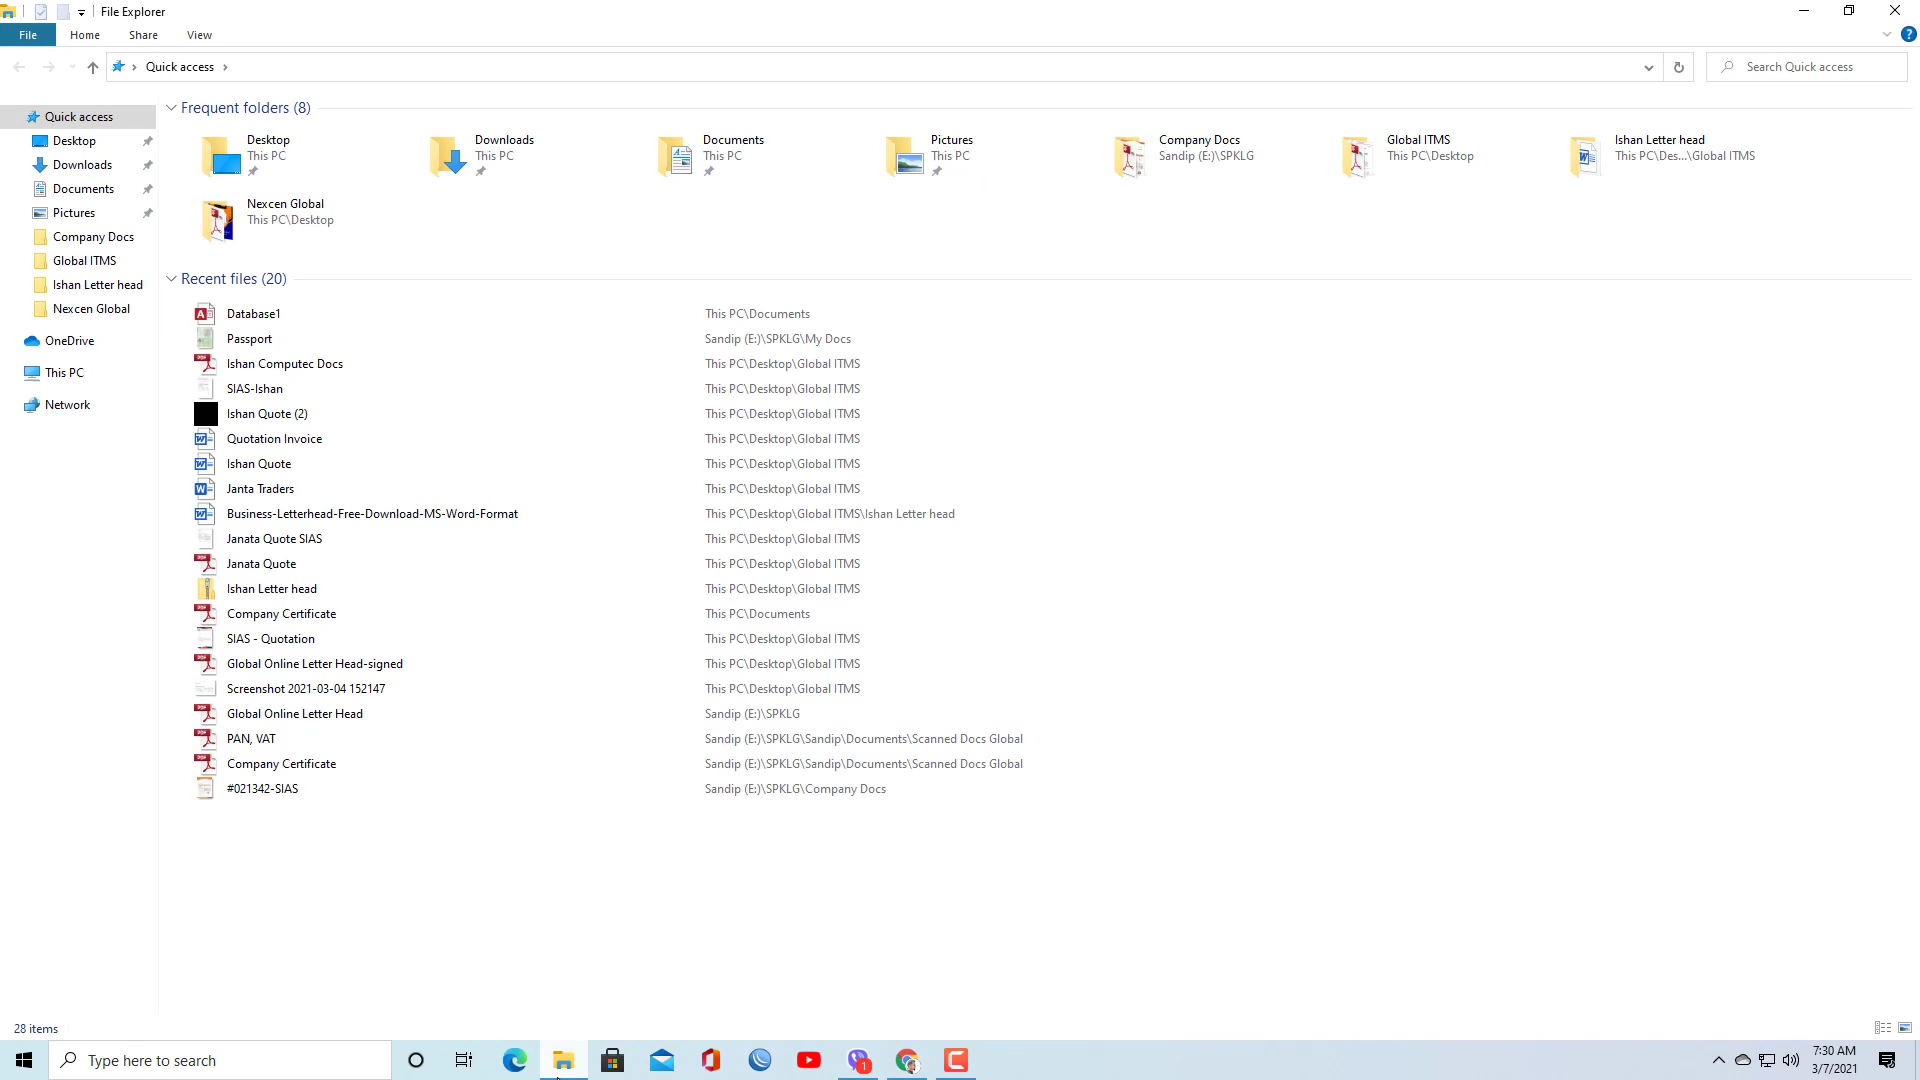 File Explorer
File Home Share View
Quick access
Search Quick access
Quick access
Desktop
Downloads
Documents
Pictures
Company Docs
Global ITMS
Ishan Letter head
Nexcen Global
OneDrive
This PC
Network
Frequent folders (8)
Desktop
This PC
Downloads
This PC
Documents
This PC
Pictures
This PC
Company Docs
Sandip (E:)\SPKLG
Global ITMS
This PC\Desktop
Ishan Letter head
This PC\Des...\Global ITMS
Nexcen Global
This PC\Desktop
Recent files (20)
Database1 This PC\Documents
Passport Sandip (E:)\SPKLG\My Docs
Ishan Computec Docs This PC\Desktop\Global ITMS
SIAS-Ishan This PC\Desktop\Global ITMS
Ishan Quote (2) This PC\Desktop\Global ITMS
Quotation Invoice This PC\Desktop\Global ITMS
Ishan Quote This PC\Desktop\Global ITMS
Janta Traders This PC\Desktop\Global ITMS
Business-Letterhead-Free-Download-MS-Word-Format This PC\Desktop\Global ITMS\Ishan Letter head
Janata Quote SIAS This PC\Desktop\Global ITMS
Janata Quote This PC\Desktop\Global ITMS
Ishan Letter head This PC\Desktop\Global ITMS
Company Certificate This PC\Documents
SIAS - Quotation This PC\Desktop\Global ITMS
Global Online Letter Head-signed This PC\Desktop\Global ITMS
Screenshot 2021-03-04 152147 This PC\Desktop\Global ITMS
Global Online Letter Head Sandip (E:)\SPKLG
PAN, VAT Sandip (E:)\SPKLG\Sandip\Documents\Scanned Docs Global
Company Certificate Sandip (E:)\SPKLG\Sandip\Documents\Scanned Docs Global
#021342-SIAS Sandip (E:)\SPKLG\Company Docs
28 items
Type here to search
1
7:30 AM
3/7/2021